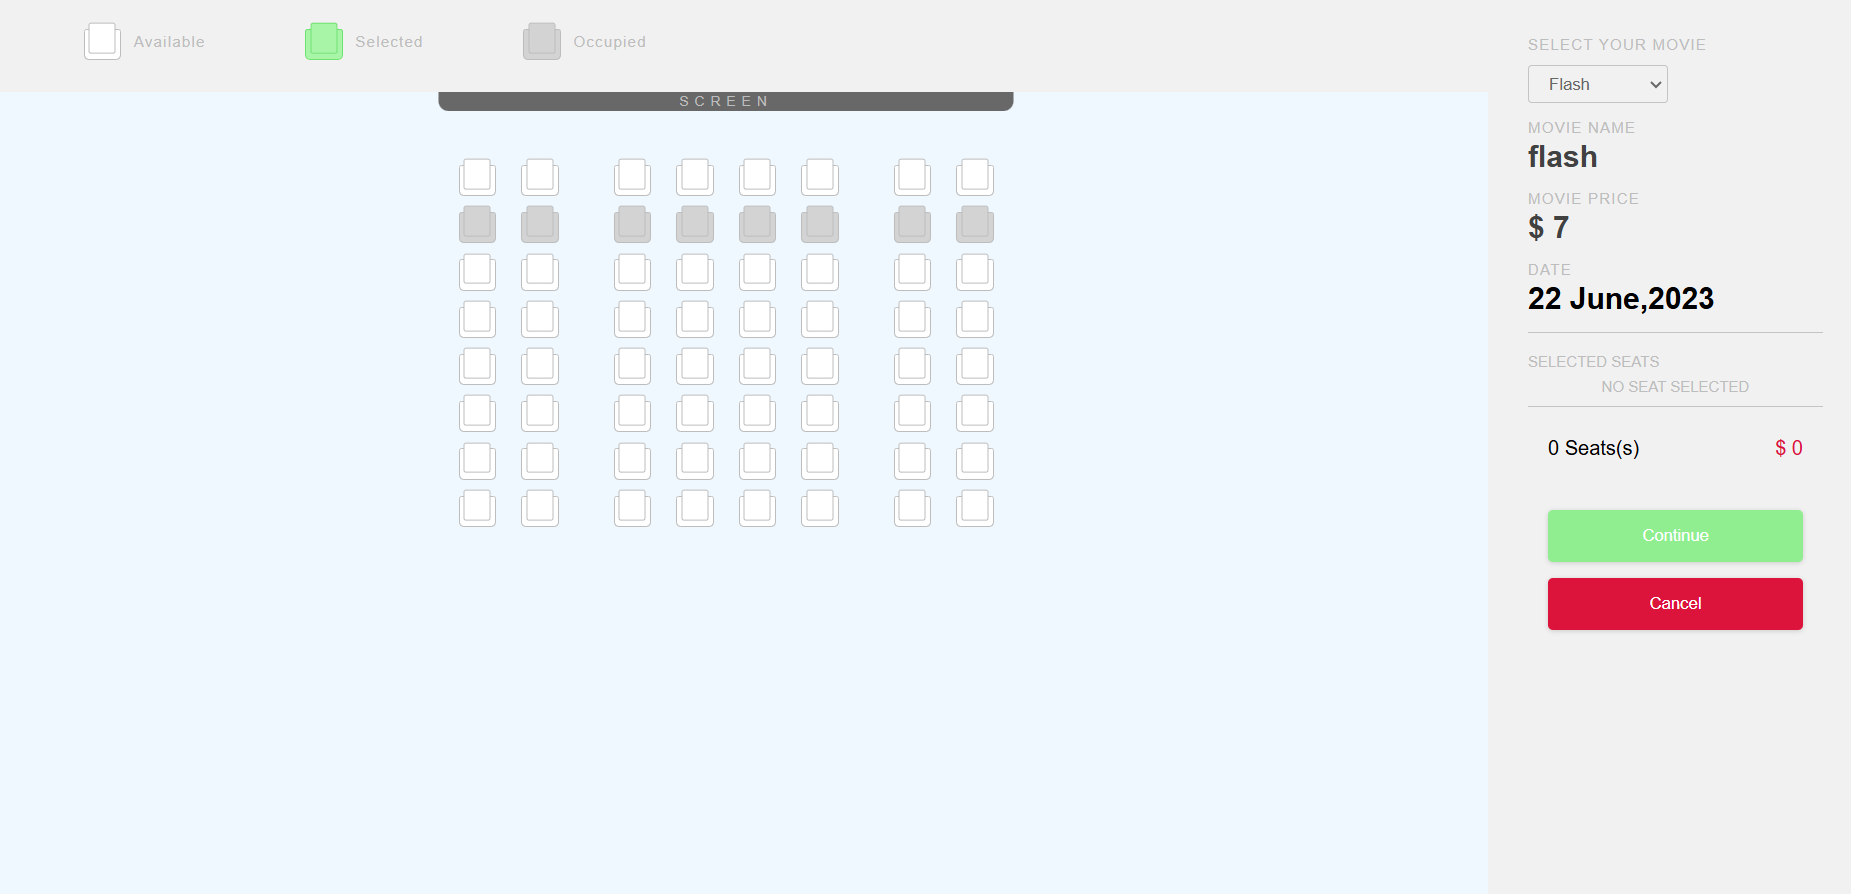 Available
Selected
Occupied
SCREEN
SELECT YOUR MOVIE
Flash
MOVIE NAME
flash
MOVIE PRICE
$ 7
DATE
22 June,2023
SELECTED SEATS
NO SEAT SELECTED
0 Seats(s) $ 0
Continue
Cancel